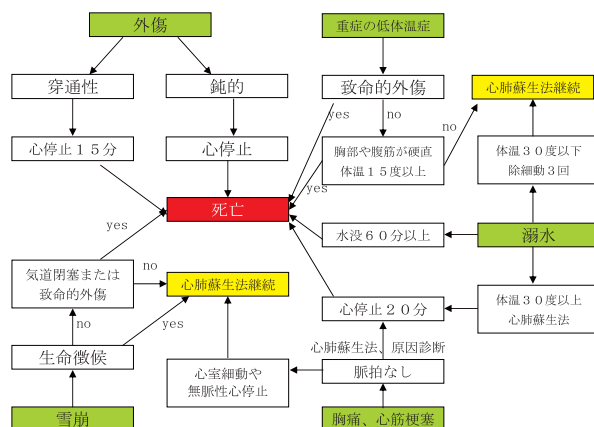 外傷
重症の低体温症
穿通性
鈍的
致命的外傷
心肺蘇生法継続
yes
no
no
心停止１５分
心停止
胸部や腹筋が硬直
体温１５度以上
体温３０度以下
除細動３回
yes
死亡
yes
水没６０分以上
溺水
気道閉塞または
致命的外傷
no
心肺蘇生法継続
心停止２０分
体温３０度以上
心肺蘇生法
no
yes
生命徴候
心肺蘇生法、原因診断
心室細動や
無脈性心停止
脈拍なし
雪崩
胸痛、心筋梗塞